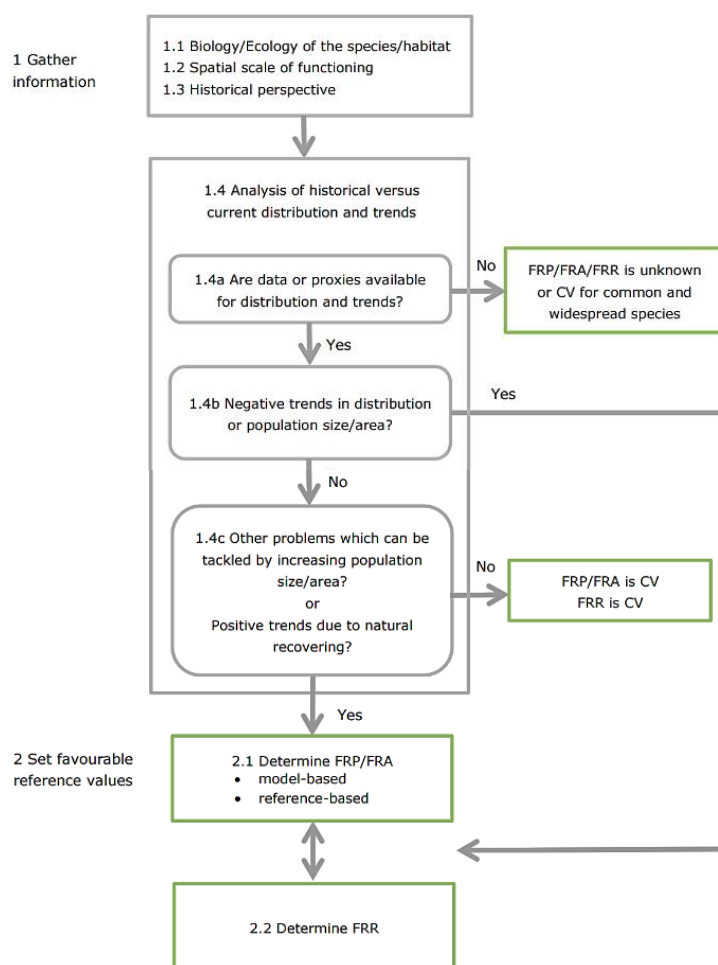 1 Gather
information
1.1 Biology/Ecology of the species/habitat
1.2 Spatial scale of functioning
1.3 Historical perspective
1.4 Analysis of historical versus
current distribution and trends
1.4a Are data or proxies available
for distribution and trends?
No
FRP/FRA/FRR is unknown
or CV for common and
widespread species
Yes
1.4b Negative trends in distribution
or population size/area?
Yes
No
1.4c Other problems which can be
tackled by increasing population
size/area?
or
Positive trends due to natural
recovering?
No
FRP/FRA is CV
FRR is CV
Yes
2 Set favourable
reference values
2.1 Determine FRP/FRA
• model-based
• reference-based
2.2 Determine FRR